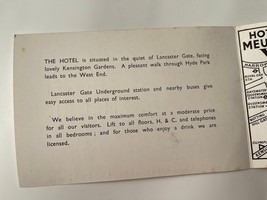 THE HOTEL is situated in the quiet of Lancaster Gate, facing
lovely Kensington Gardens. A pleasant walk through Hyde Park
leads to the West End.
Lancaster Gate Underground station and nearby buses give
easy access to all places of interest.
We believe in the maximum comfort at a moderate price
for all our visitors. Lift to all floors, H. & C. and telephones
in all bedrooms; and for those who enjoy a drink we are
licensed.
HO
MEU